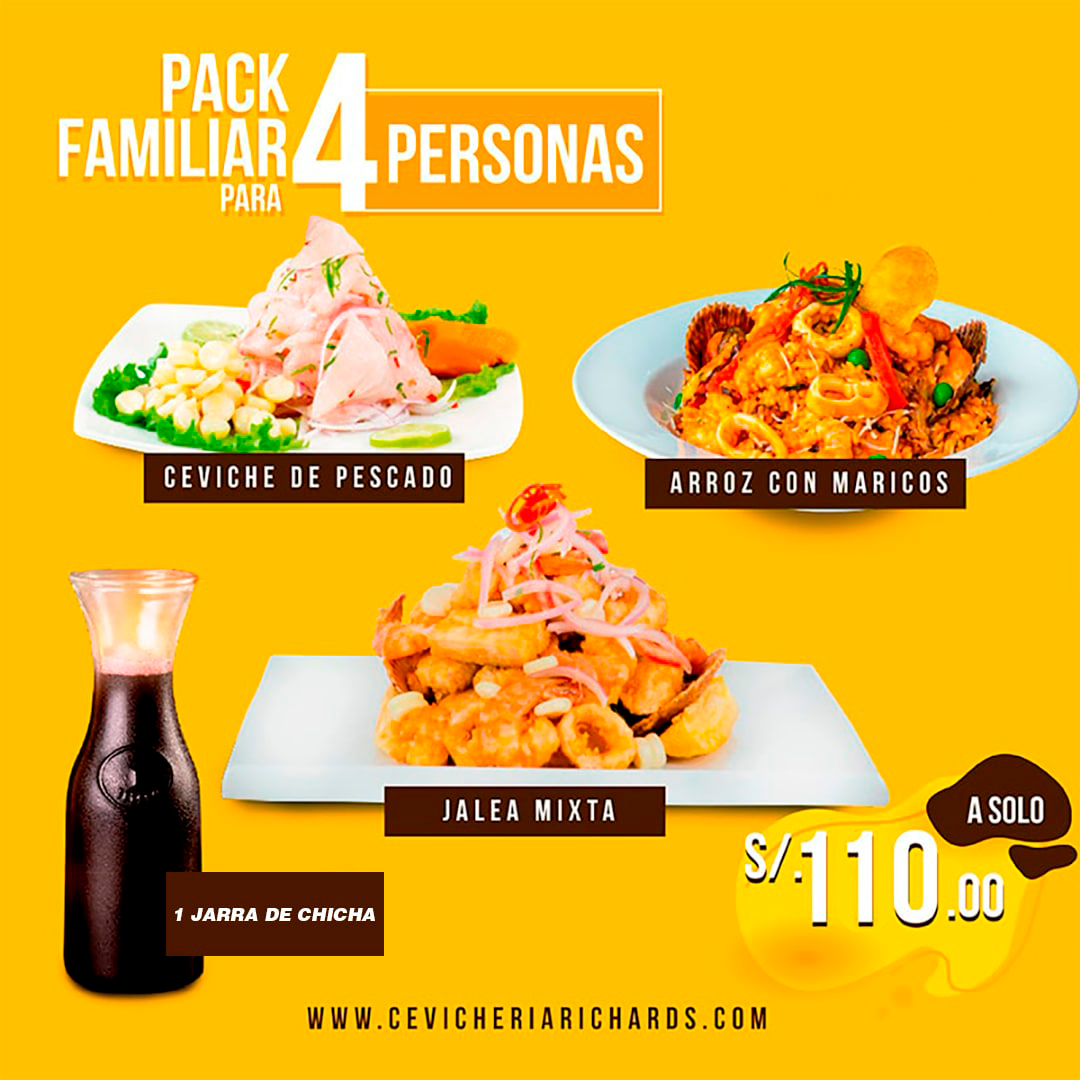 PACK
FAMILIAR
PARA
4 PERSONAS
CEVICHE DE PESCADO
ARROZ CON MARICOS
JALEA MIXTA
1 JARRA DE CHICHA
A SOLO
S/.110.00
WWW.CEVICHERIARICHARDS.COM